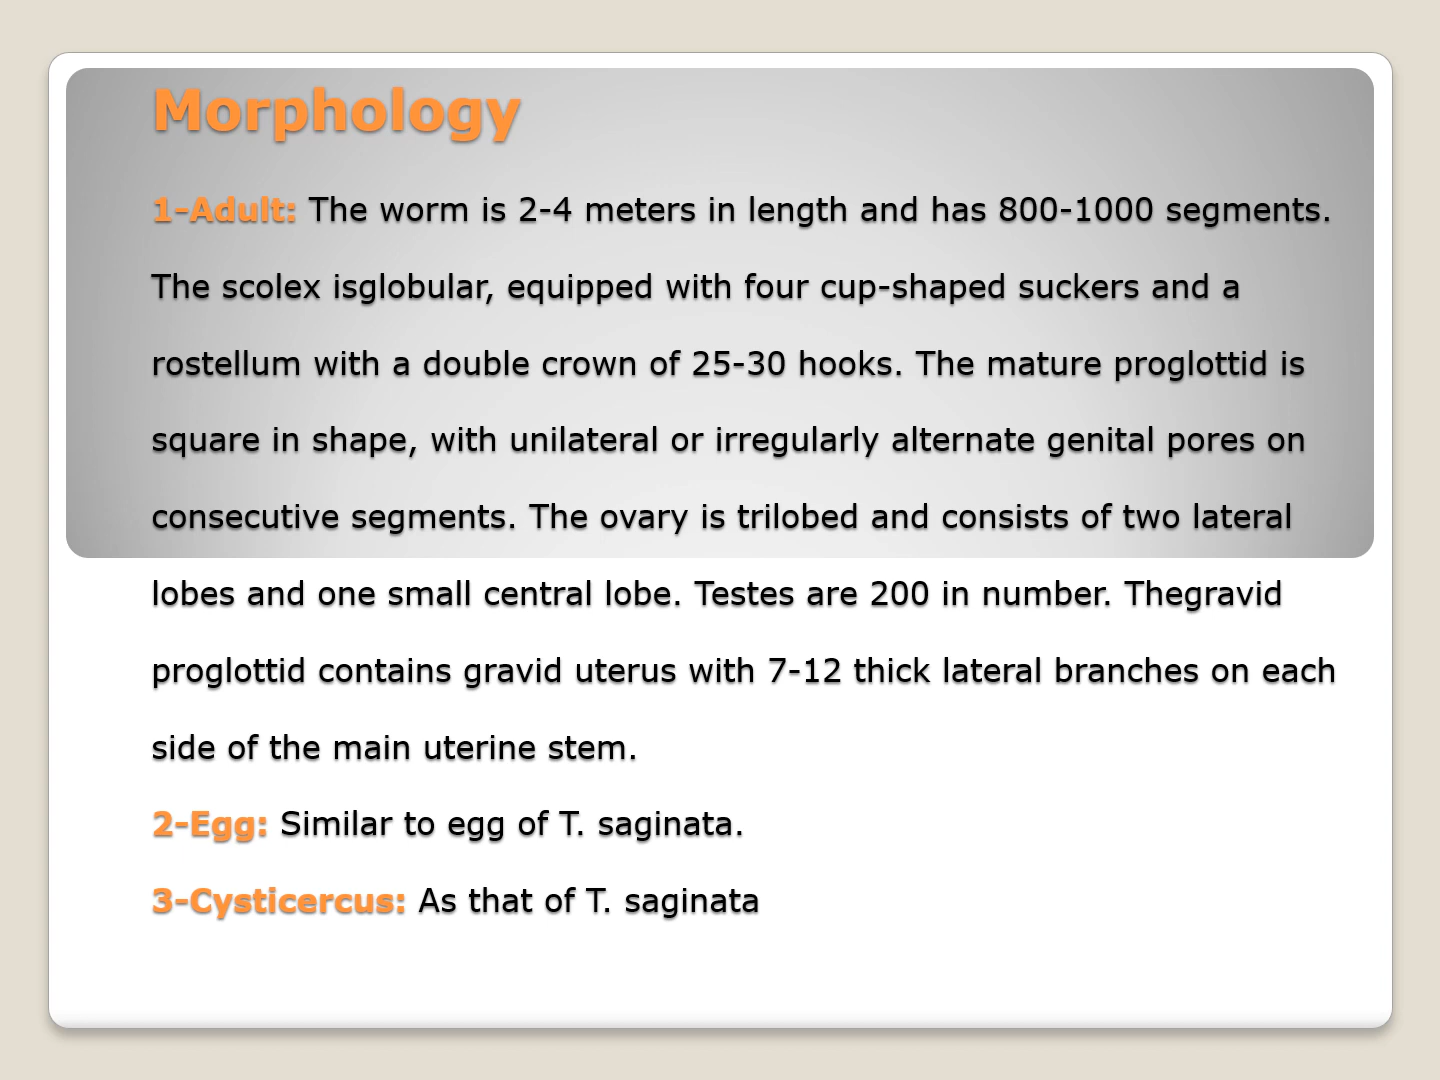 Morphology
1-Adult: The worm is 2-4 meters in length and has 800-1000 segments.
The scolex isglobular, equipped with four cup-shaped suckers and a
rostellum with a double crown of 25-30 hooks. The mature proglottid is
square in shape, with unilateral or irregularly alternate genital pores on
consecutive segments. The ovary is trilobed and consists of two lateral
lobes and one small central lobe. Testes are 200 in number. Thegravid
proglottid contains gravid uterus with 7-12 thick lateral branches on each
side of the main uterine stem.
2-Egg: Similar to egg of T. saginata.
3-Cysticercus: As that of T. saginata